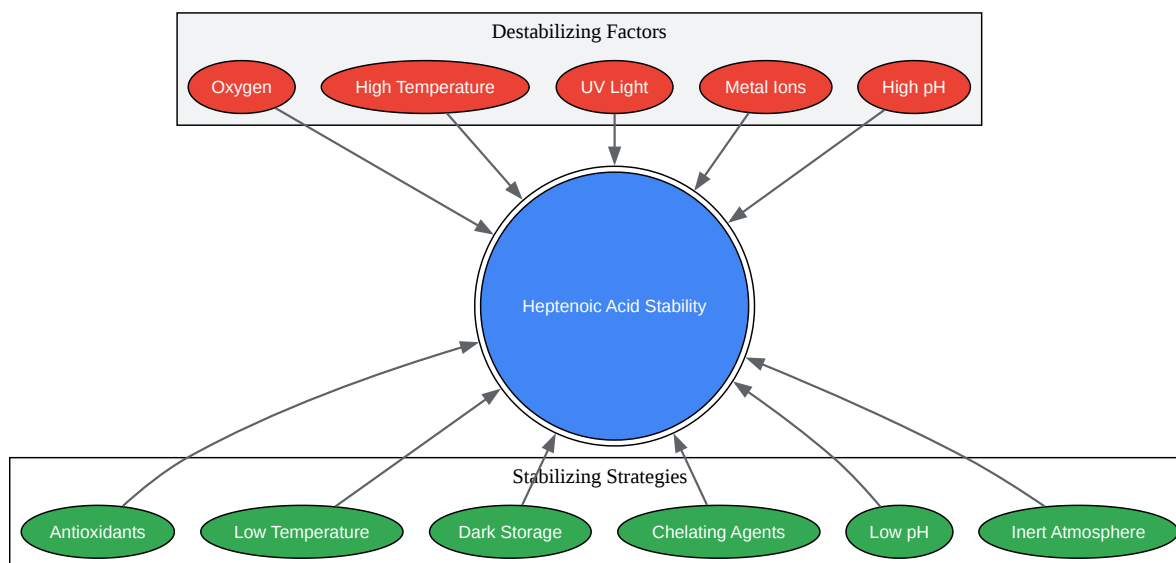 Destabilizing Factors
Oxygen
High Temperature
UV Light
Metal Ions
High pH
Heptenoic Acid Stability
Stabilizing Strategies
Antioxidants
Low Temperature
Dark Storage
Chelating Agents
Low pH
Inert Atmosphere